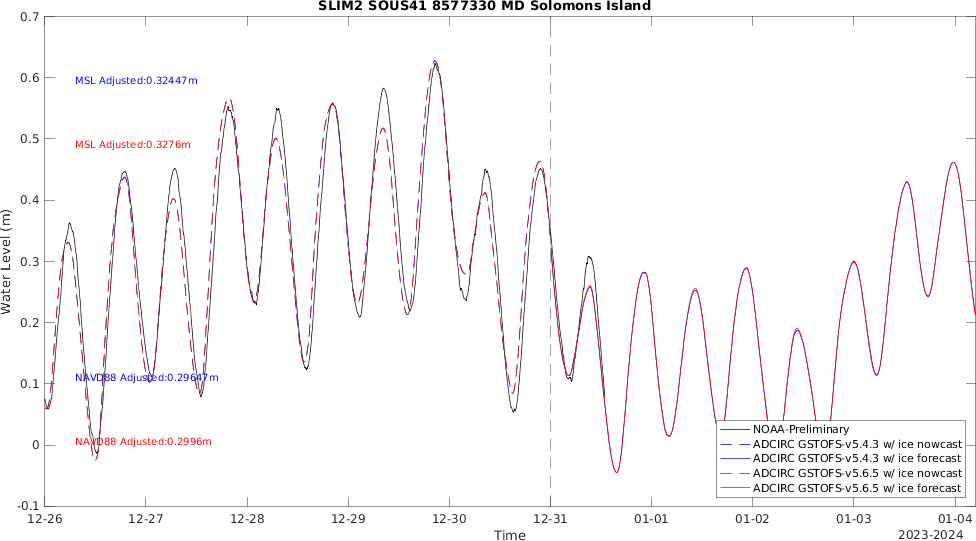 SLIM2 SOUS41 8577330 MD Solomons Island
0.7
0.6
0.5
0.4
0.3
0.2
0.1
0
-0.1
Water Level (m)
MSL Adjusted:0.32447m
MSL Adjusted:0.3276m
NAVD88 Adjusted:0.29647m
NAVD88 Adjusted:0.2996m
NOAA-Preliminary
ADCIRC GSTOFS-v5.4.3 w/ ice nowcast
ADCIRC GSTOFS-v5.4.3 w/ ice forecast
ADCIRC GSTOFS-v5.6.5 w/ ice nowcast
ADCIRC GSTOFS-v5.6.5 w/ ice forecast
12-26 12-27 12-28 12-29 12-30 12-31 01-01 01-02 01-03 01-04
Time
2023-2024